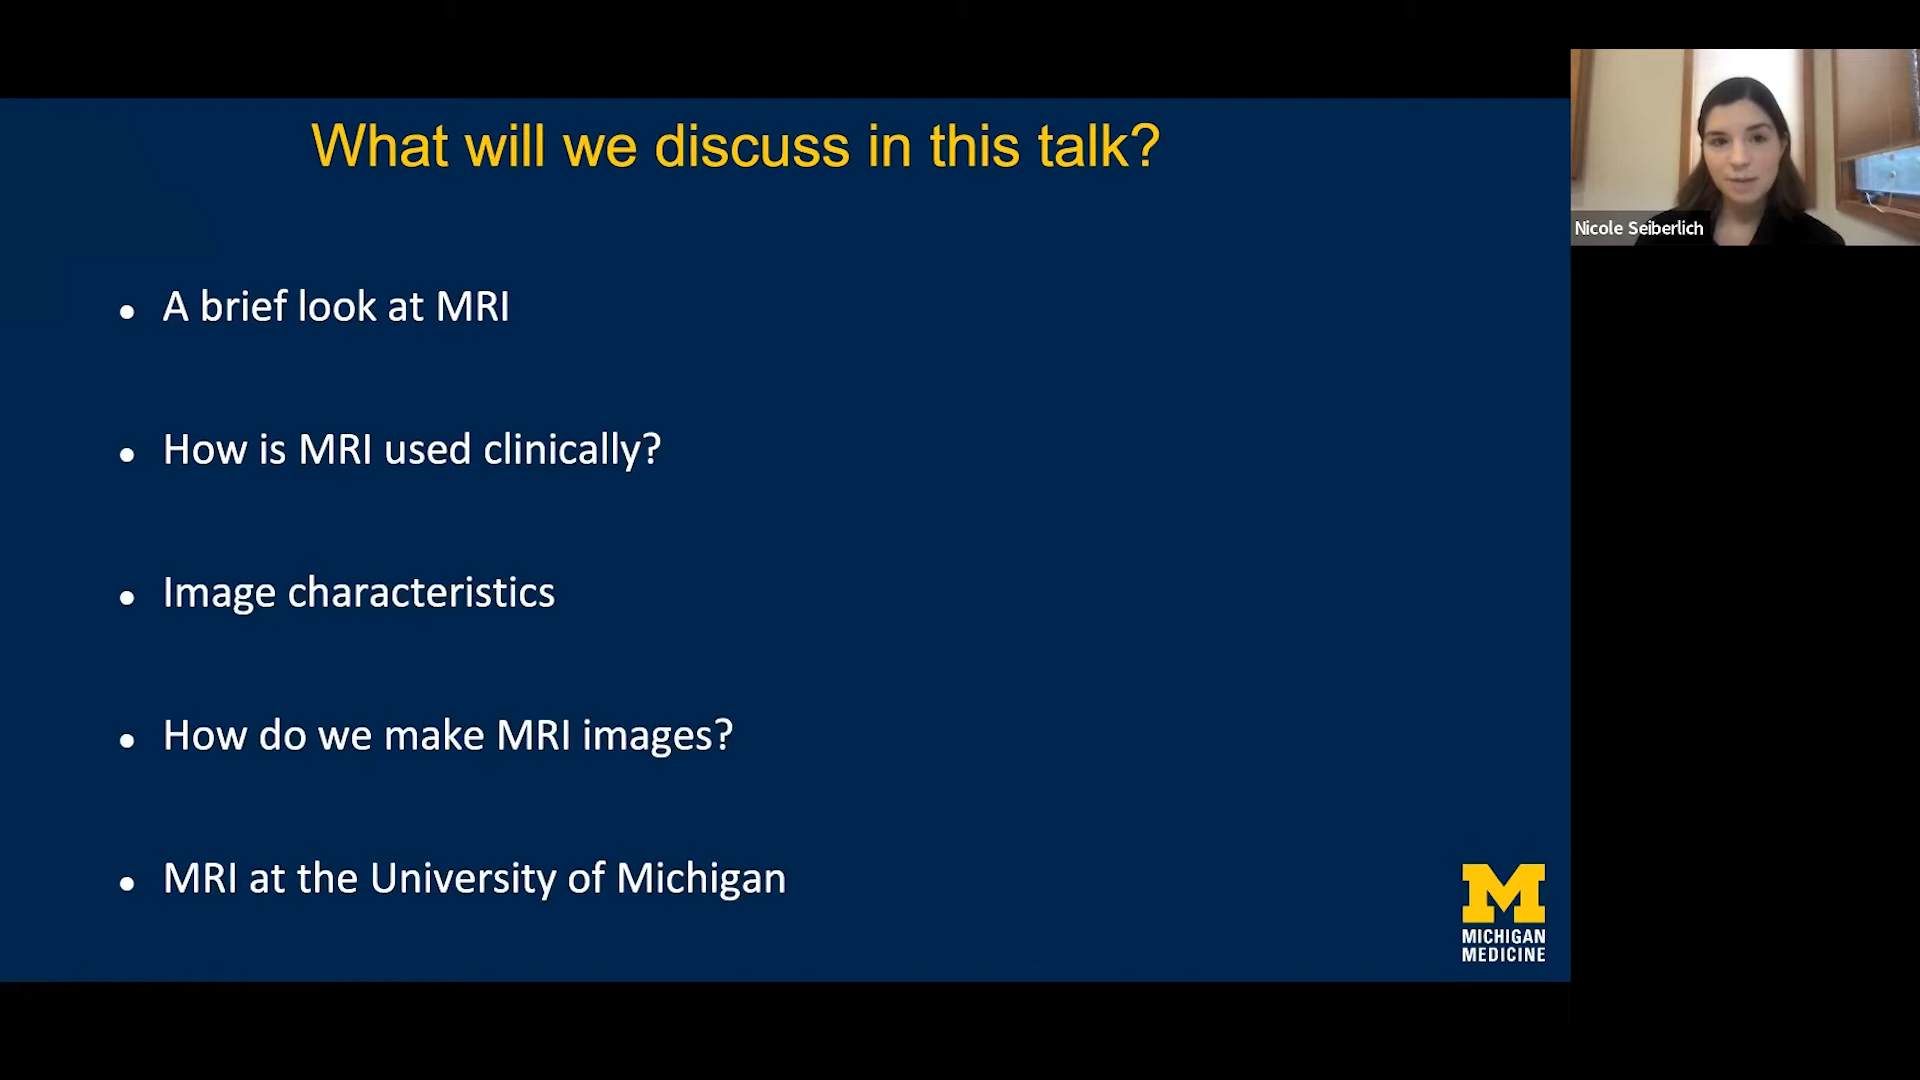 What will we discuss in this talk?
Nicole Seiberlich
● A brief look at MRI
● How is MRI used clinically?
● Image characteristics
● How do we make MRI images?
● MRI at the University of Michigan
M
MICHIGAN
MEDICINE